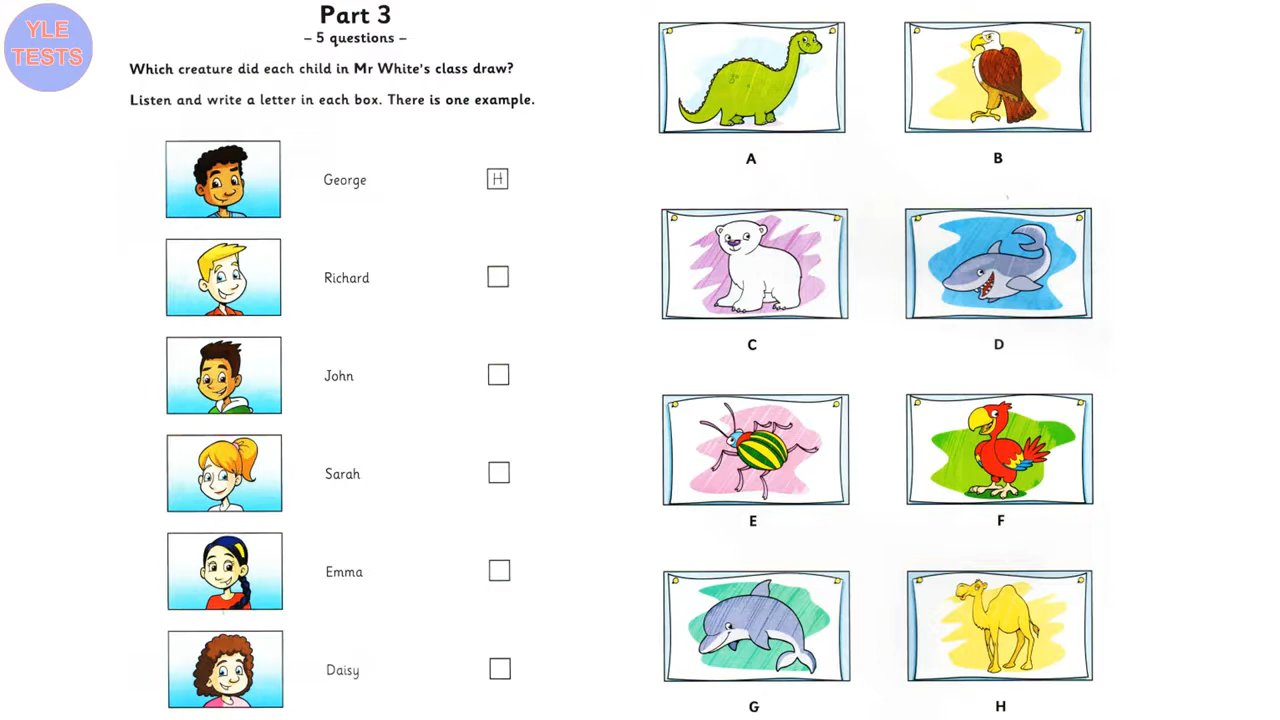 YLE
TESTS
Part 3
– 5 questions –
Which creature did each child in Mr White's class draw?
Listen and write a letter in each box. There is one example.
George
H
Richard
John
Sarah
Emma
Daisy
A
B
C
D
E
F
G
H